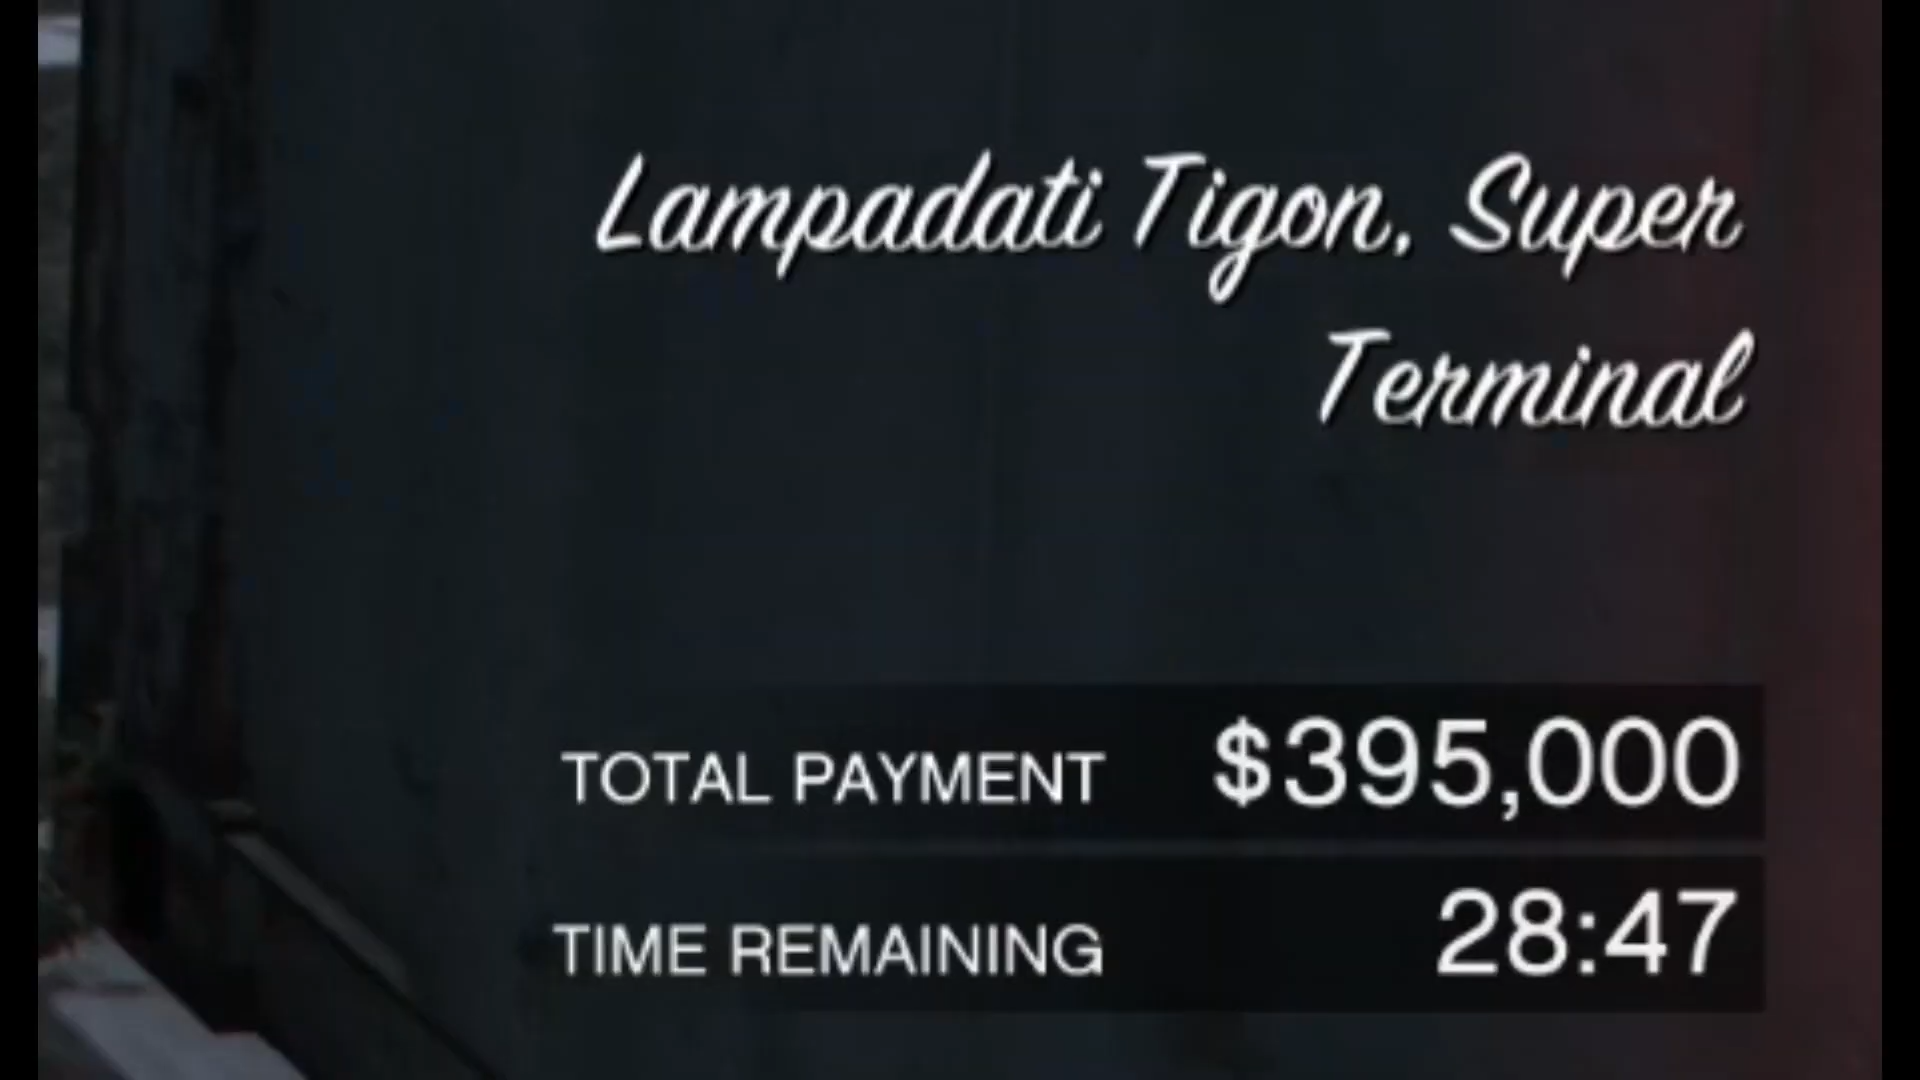 Lampadati Tigon, Super
Terminal
TOTAL PAYMENT $395,000
TIME REMAINING 28:47